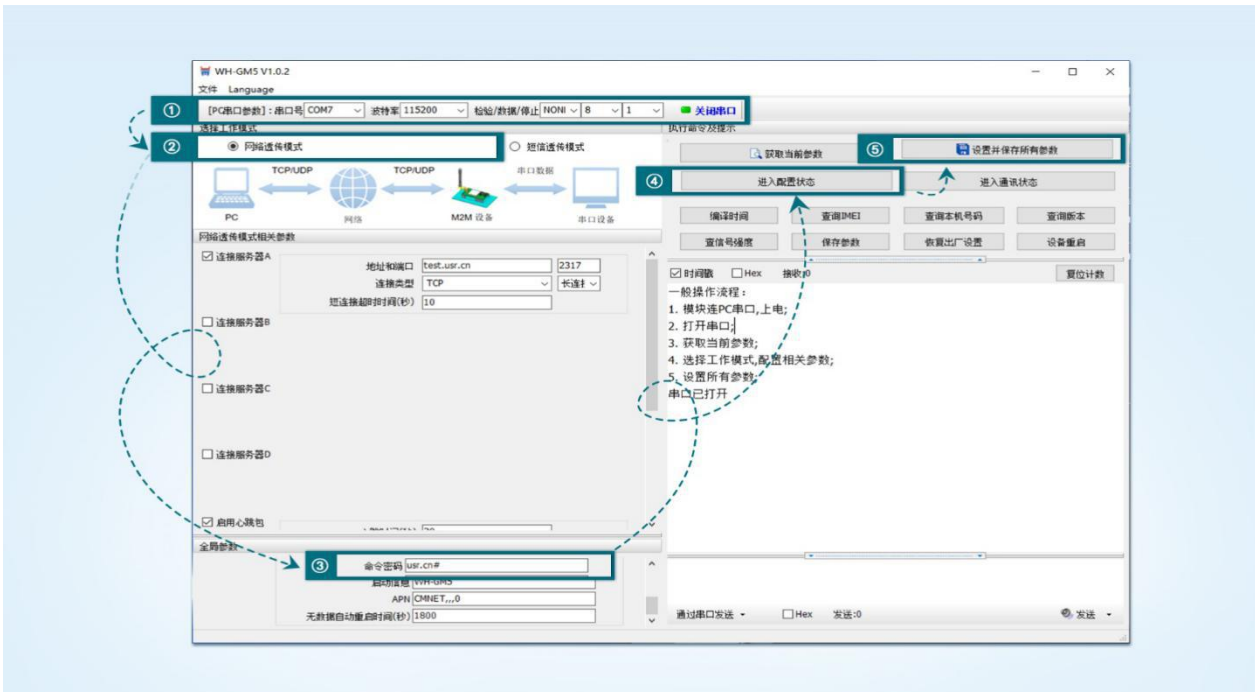 WH-GM5 V1.0.2
文件 Language
① [PC串口参数]:串口号 COM7 波特率 115200 检验/数据/停止 NONI 8 1 关闭串口
选择工作模式
② 网络透传模式 短信透传模式
TCP/UDP TCP/UDP 串口数据
PC 网络 M2M 设备 串口设备
网络透传模式相关参数
连接服务器A
地址和端口 test.usr.cn 2317
连接类型 TCP
短连接超时时间(秒) 10
连接服务器B
连接服务器C
连接服务器D
启用心跳包
全局参数
③ 命令密码 usr.cn#
启动信息 WH-GM5
APN CMNET,,,0
无数据自动重启时间(秒) 1800
执行命令及提示
获取当前参数 ⑤ 设置并保存所有参数
④ 进入配置状态 进入通讯状态
编译时间 查询IMEI 查询本机号码 查询版本
查信号强度 保存参数 恢复出厂设置 设备重启
时间戳 Hex 接收:0 复位计数
一般操作流程:
1. 模块连PC串口,上电;
2. 打开串口;
3. 获取当前参数;
4. 选择工作模式,配置相关参数;
5. 设置所有参数;
串口已打开
通过串口发送 Hex 发送:0 发送